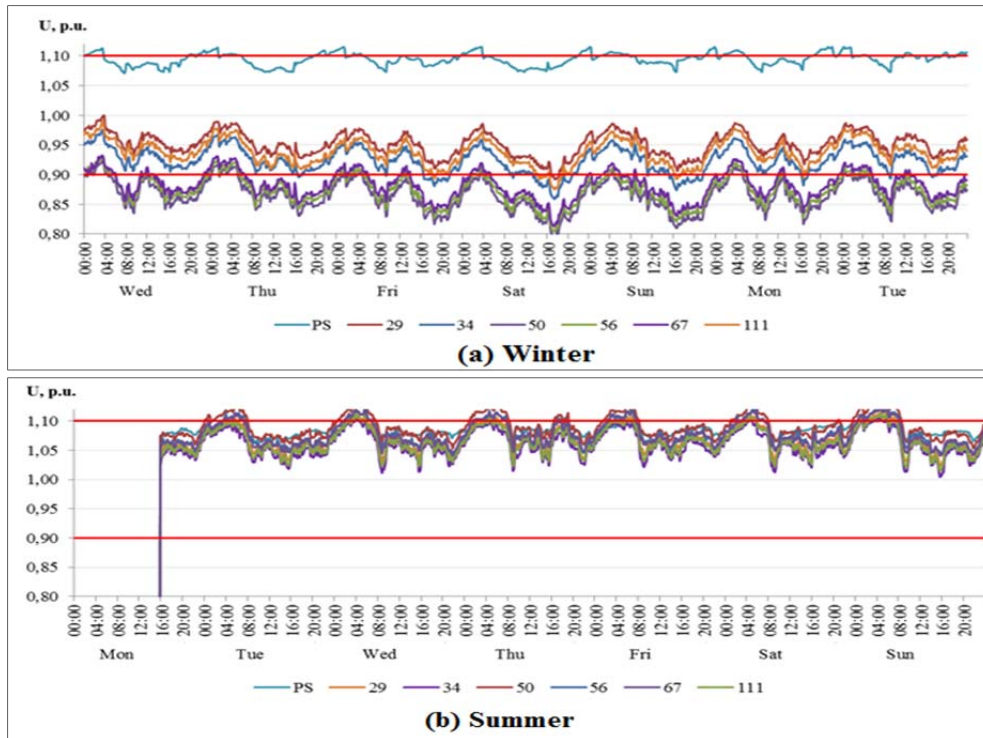 U, p.u.
1,10
1,05
1,00
0,95
0,90
0,85
0,80
00:00 04:00 08:00 12:00 16:00 20:00 00:00 04:00 08:00 12:00 16:00 20:00 00:00 04:00 08:00 12:00 16:00 20:00 00:00 04:00 08:00 12:00 16:00 20:00 00:00 04:00 08:00 12:00 16:00 20:00 00:00 04:00 08:00 12:00 16:00 20:00 00:00 04:00 08:00 12:00 16:00 20:00
Wed Thu Fri Sat Sun Mon Tue
PS 29 34 50 56 67 111
(a) Winter
U, p.u.
1,10
1,05
1,00
0,90
0,85
0,80
00:00 04:00 08:00 12:00 16:00 20:00 00:00 04:00 08:00 12:00 16:00 20:00 00:00 04:00 08:00 12:00 16:00 20:00 00:00 04:00 08:00 12:00 16:00 20:00 00:00 04:00 08:00 12:00 16:00 20:00 00:00 04:00 08:00 12:00 16:00 20:00 00:00 04:00 08:00 12:00 16:00 20:00
Mon Tue Wed Thu Fri Sat Sun
PS 29 34 50 56 67 111
(b) Summer